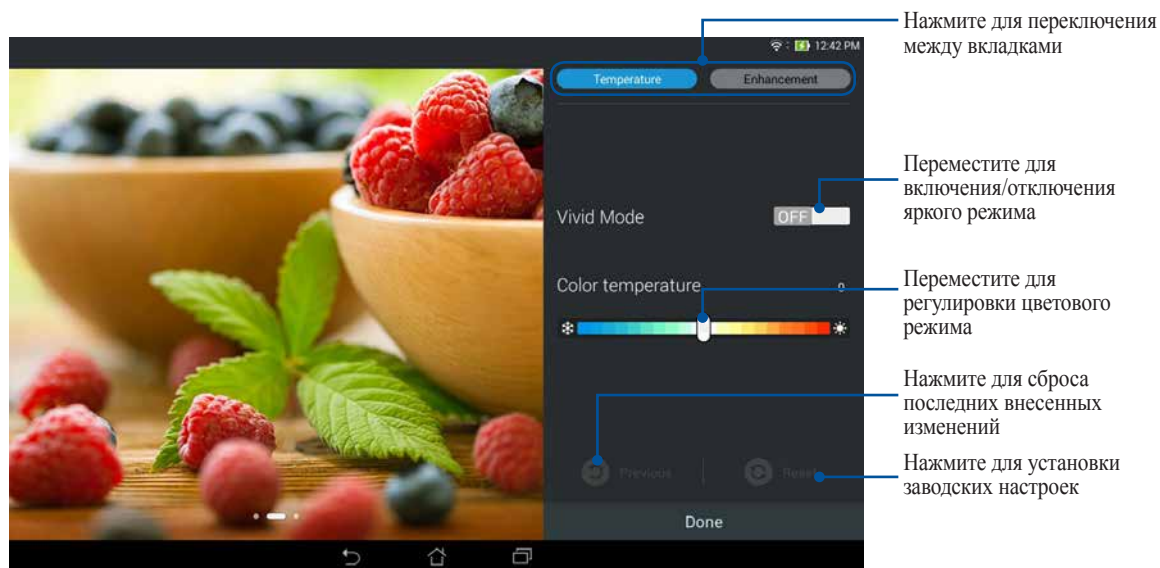 Нажмите для переключения
между вкладками
12:42 PM
Temperature
Enhancement
Переместите для
включения/отключения
яркого режима
Vivid Mode
OFF
Переместите для
регулировки цветового
режима
Color temperature
0
Нажмите для сброса
последних внесенных
изменений
Нажмите для установки
заводских настроек
Previous
Reset
Done